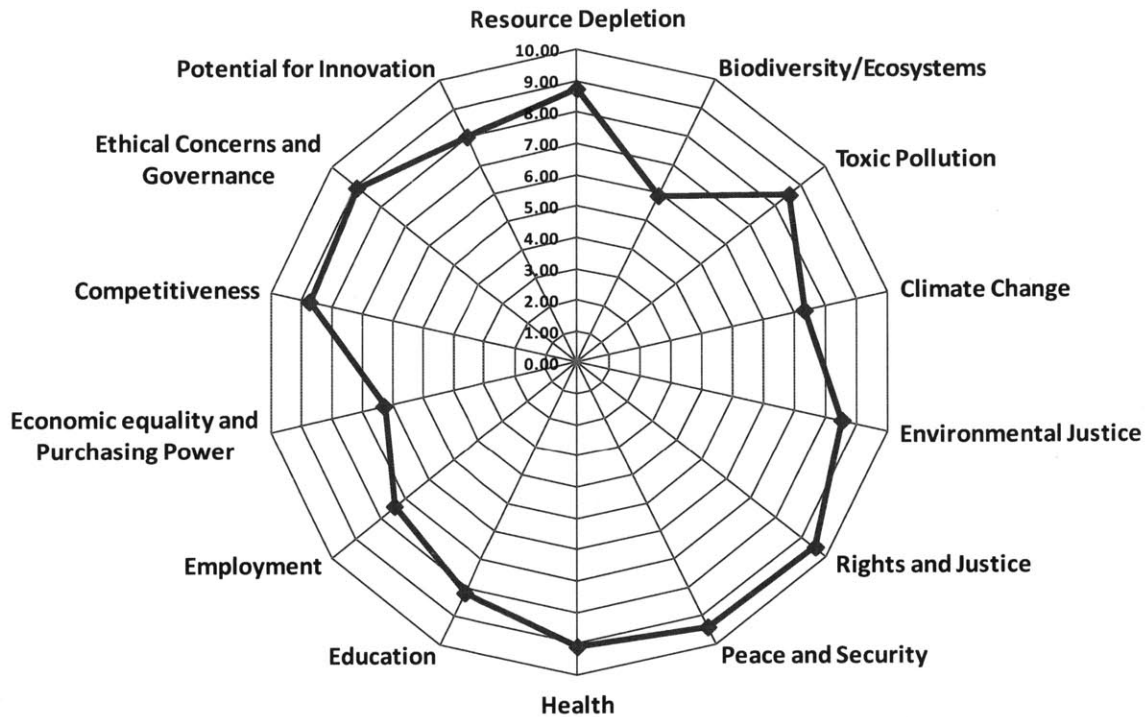 Resource Depletion
10.00
9.00
8.00
7.00
6.00
5.00
4.00
3.00
2.00
1.00
0.00
Biodiversity/Ecosystems
Toxic Pollution
Climate Change
Environmental Justice
Rights and Justice
Peace and Security
Health
Education
Employment
Economic equality and
Purchasing Power
Competitiveness
Ethical Concerns and
Governance
Potential for Innovation